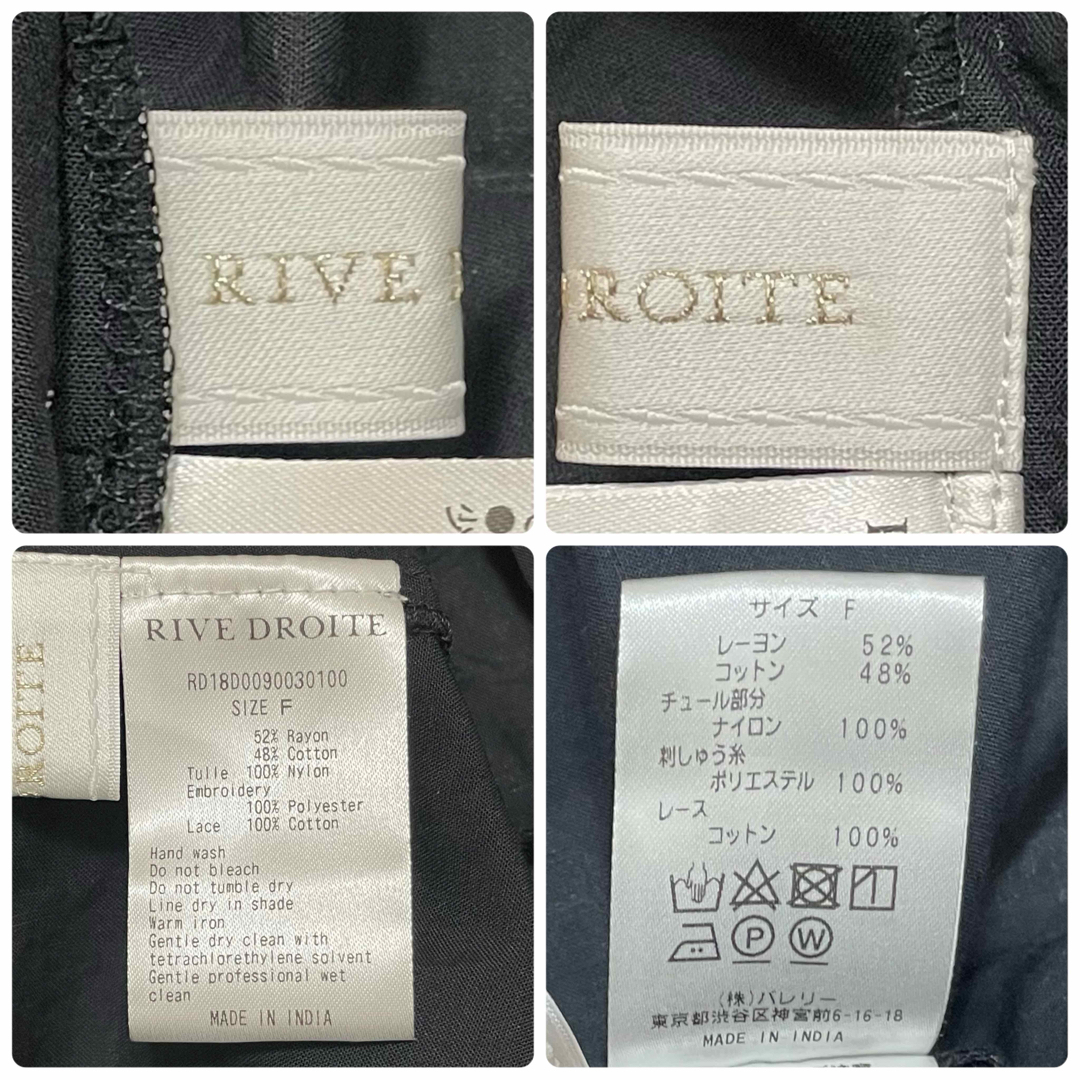 RIVE
ROITE
RIVE DROITE
RD18D0090030100
SIZE F
52% Rayon
48% Cotton
Tulle 100% Nylon
Embroidery
100% Polyester
Lace 100% Cotton
Hand wash
Do not bleach
Do not tumble dry
Line dry in shade
Warm iron
Gentle dry clean with
tetrachlorethylene solvent
Gentle professional wet
clean
MADE IN INDIA
ROITE
サイズ F
レーヨン 52%
コットン 48%
チュール部分
ナイロン 100%
刺しゅう糸
ポリエステル 100%
レース
コットン 100%
P W
(株)バレリー
東京都渋谷区神宮前6-16-18
MADE IN INDIA